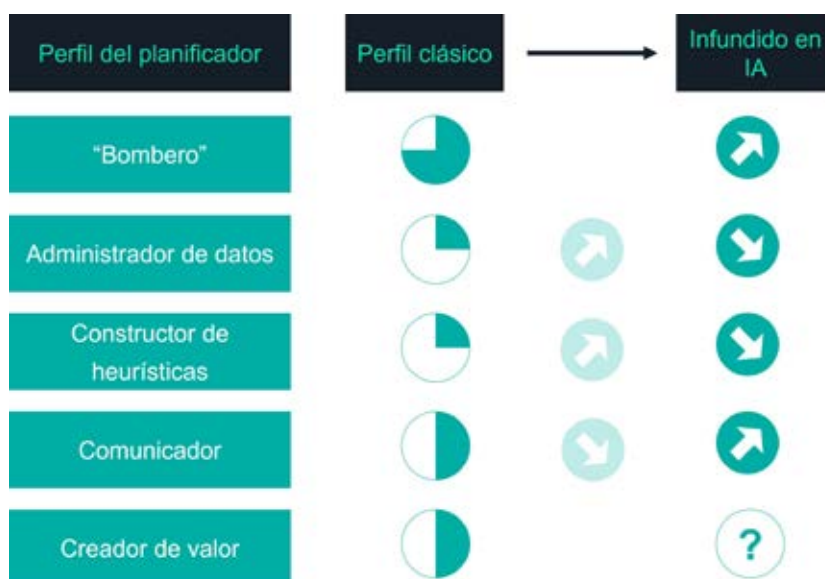 Perfil del planificador
Perfil clásico
Infundido en
IA
“Bombero”
Administrador de datos
Constructor de
heurísticas
Comunicador
Creador de valor
?